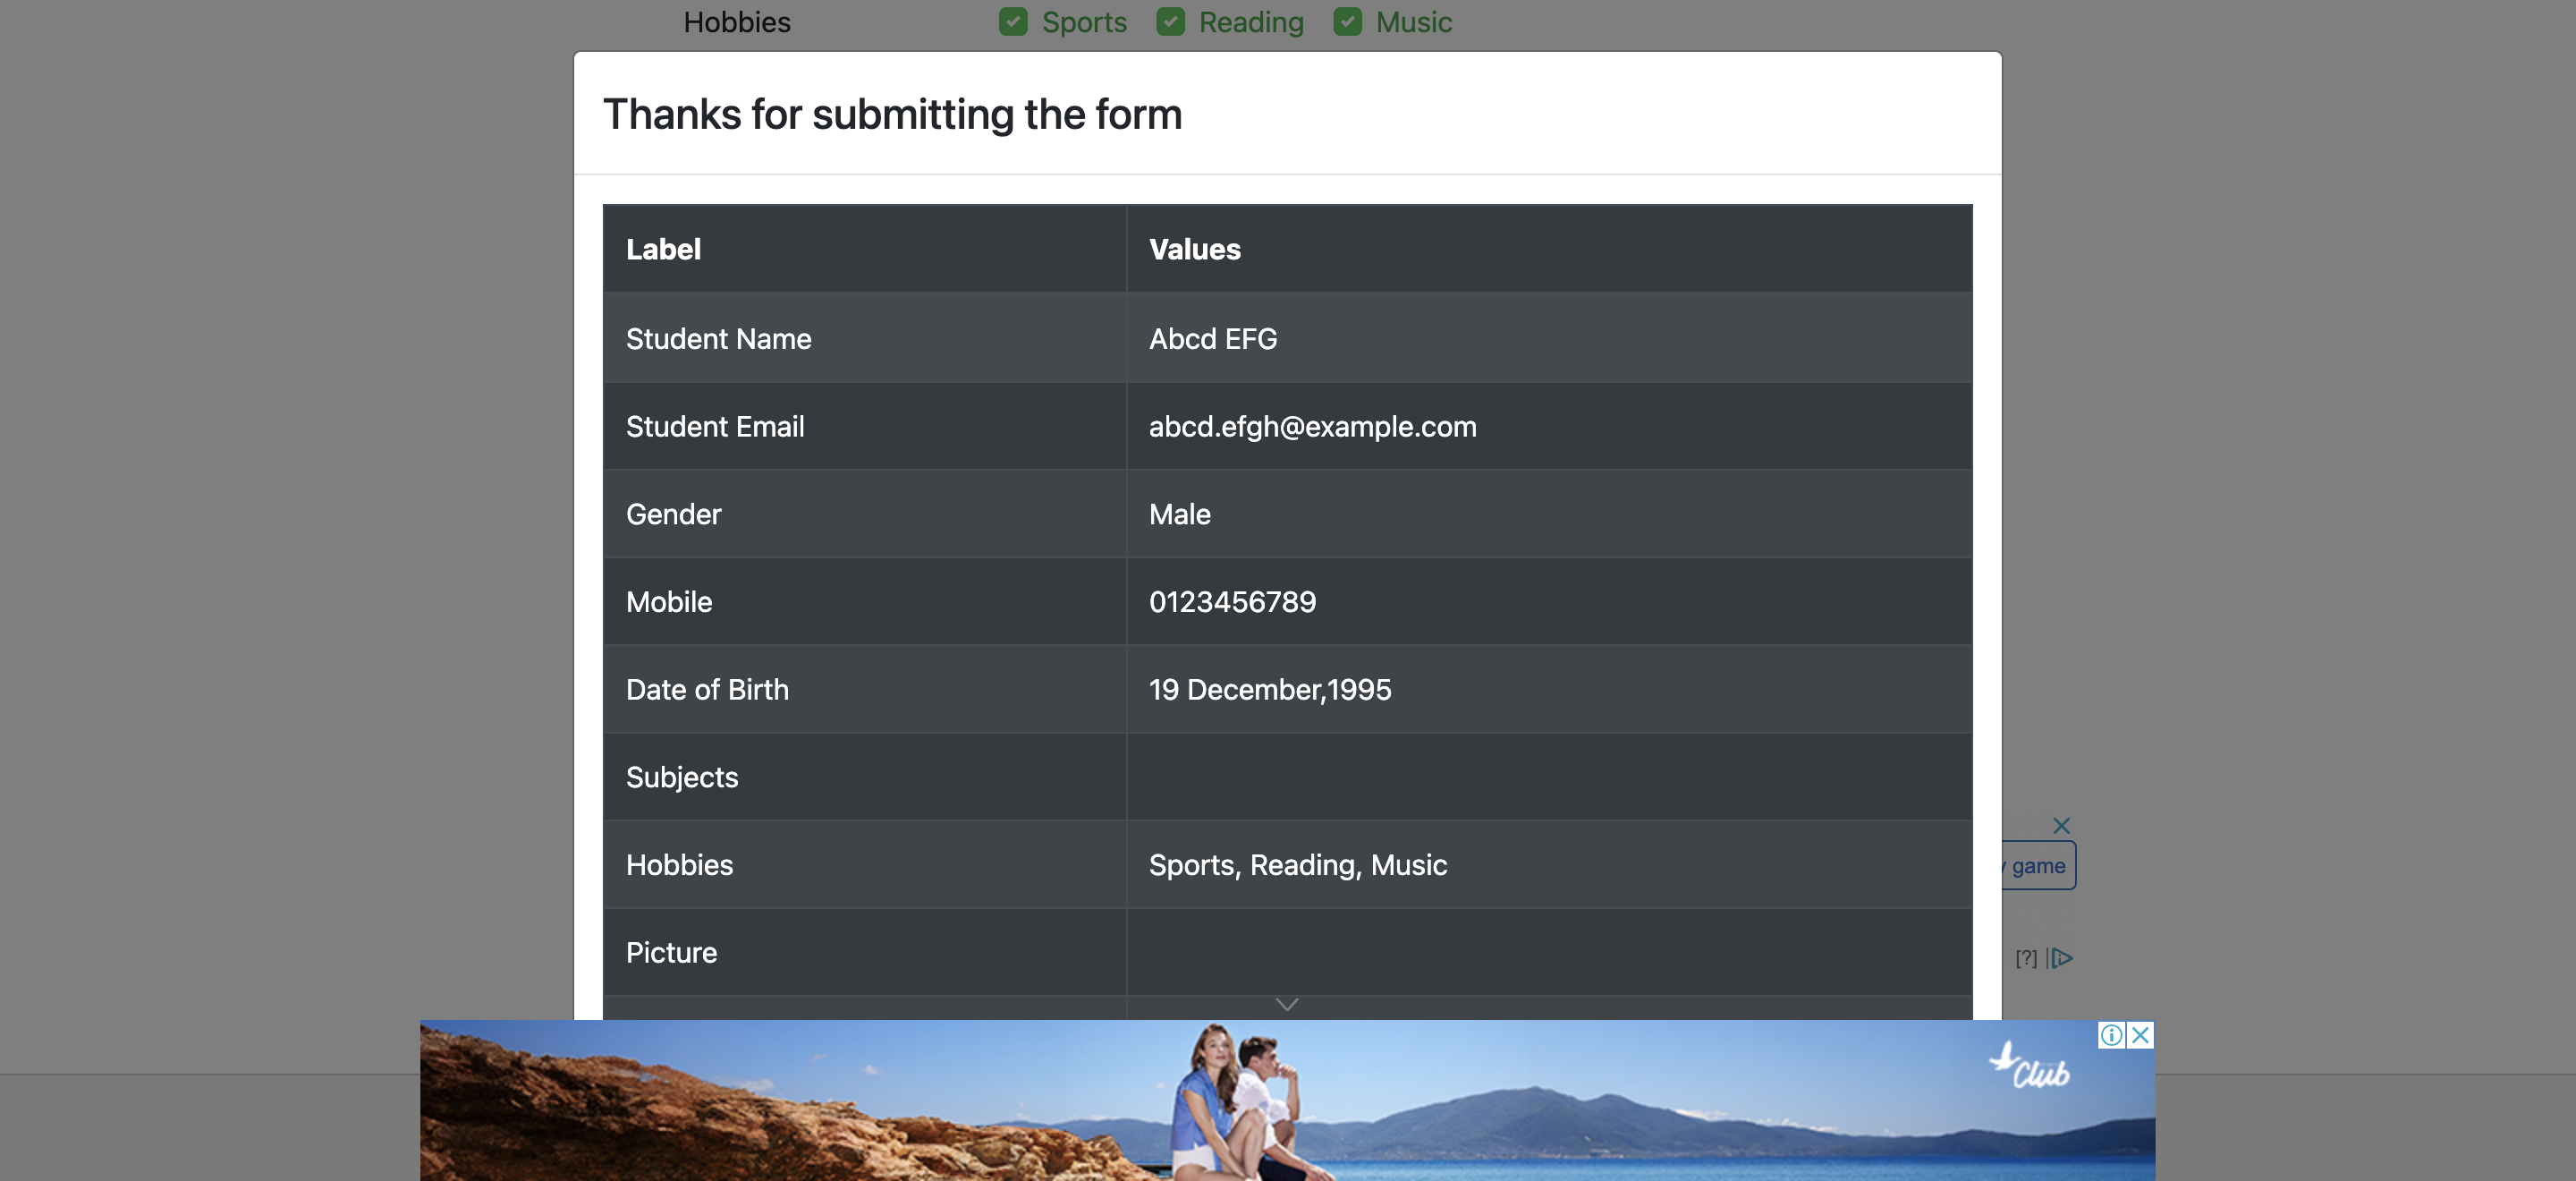 Hobbies Sports Reading Music
Thanks for submitting the form
Label Values
Student Name Abcd EFG
Student Email abcd.efgh@example.com
Gender Male
Mobile 0123456789
Date of Birth 19 December,1995
Subjects
Hobbies Sports, Reading, Music
game
Picture
[?]
Club